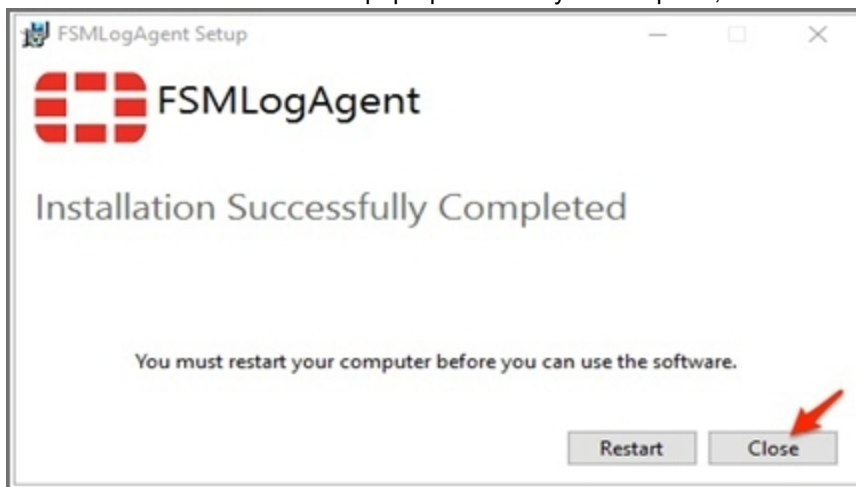 FSMLogAgent Setup
FSMLogAgent
Installation Successfully Completed
You must restart your computer before you can use the software.
Restart
Close